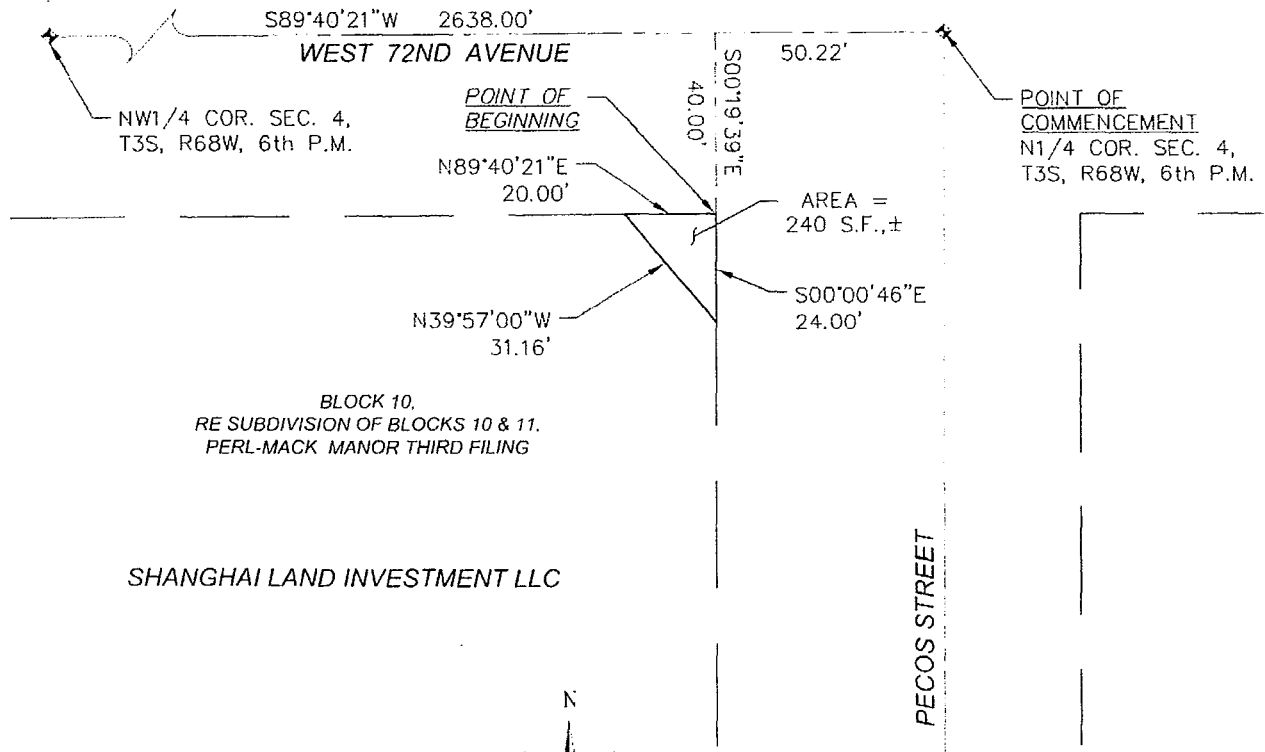 S89°40'21"W 2638.00'
WEST 72ND AVENUE
50.22'
S00°19'39"E
40.00'
NW1/4 COR. SEC. 4,
T3S, R68W, 6th P.M.
POINT OF
BEGINNING
POINT OF
COMMENCEMENT
N1/4 COR. SEC. 4,
T3S, R68W, 6th P.M.
N89°40'21"E
20.00'
AREA =
240 S.F.,±
S00°00'46"E
24.00'
N39°57'00"W
31.16'
BLOCK 10,
RE SUBDIVISION OF BLOCKS 10 & 11,
PERL-MACK MANOR THIRD FILING
SHANGHAI LAND INVESTMENT LLC
PECOS STREET
N